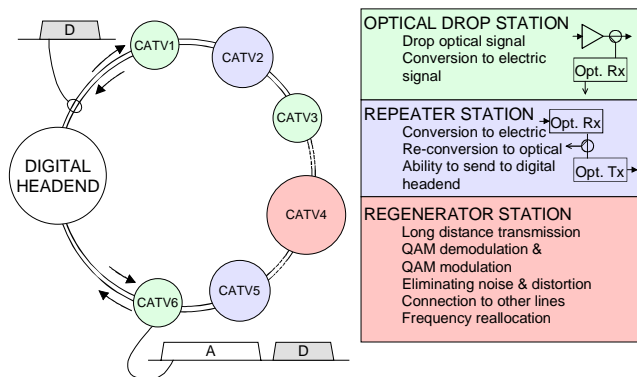 D
CATV1
CATV2
CATV3
DIGITAL
HEADEND
CATV4
CATV5
CATV6
A
D
OPTICAL DROP STATION
Drop optical signal
Conversion to electric
signal
Opt. Rx
REPEATER STATION
Conversion to electric
Re-conversion to optical
Ability to send to digital
headend
Opt. Rx
Opt. Tx
REGENERATOR STATION
Long distance transmission
QAM demodulation &
QAM modulation
Eliminating noise & distortion
Connection to other lines
Frequency reallocation